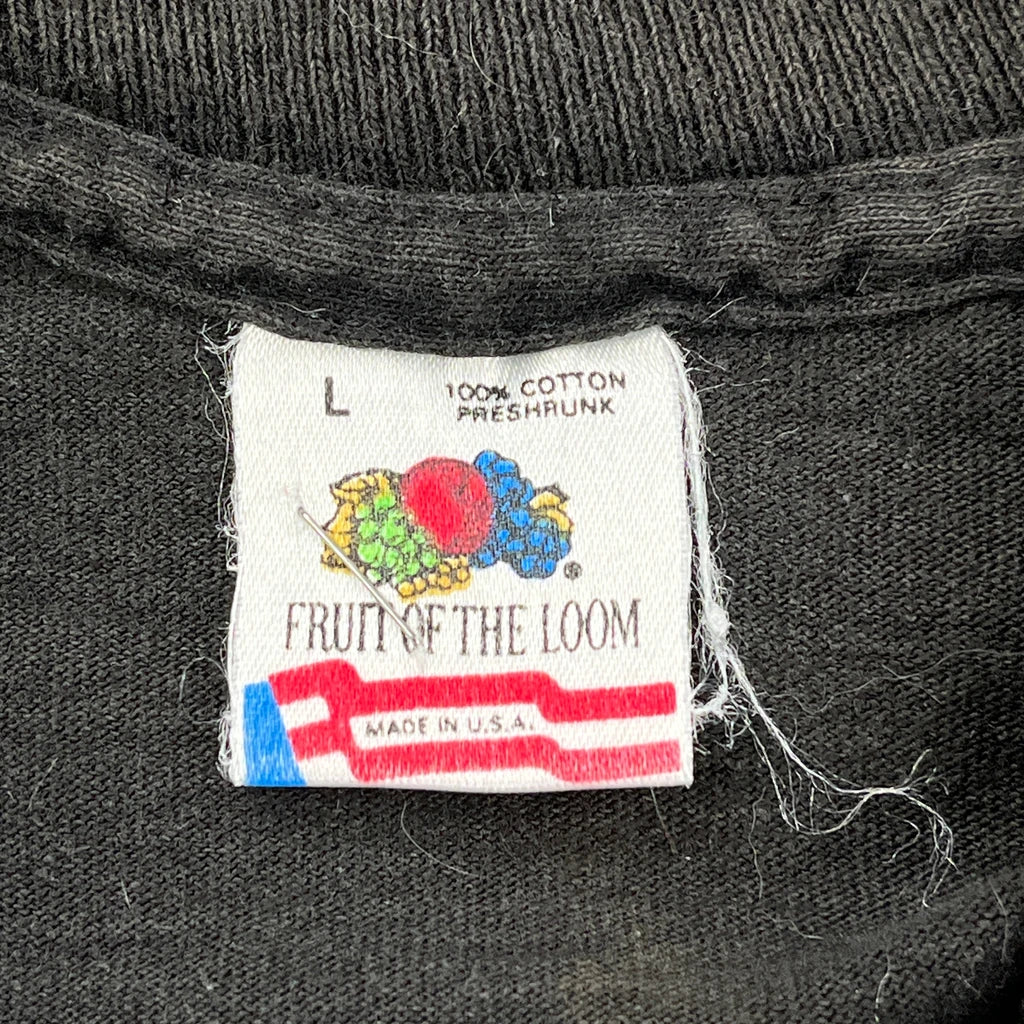 L
100% COTTON
PRESHRUNK
®
FRUIT OF THE LOOM
MADE IN U.S.A.